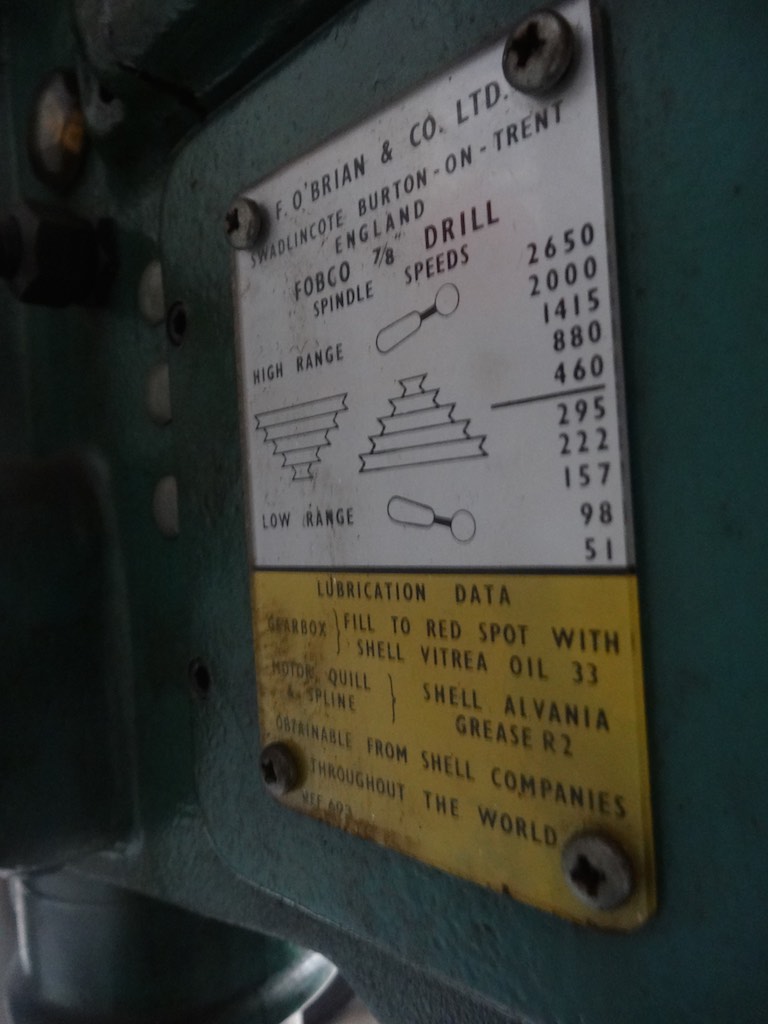 F. O'BRIAN & CO. LTD.
SWADLINCOTE BURTON-ON-TRENT
ENGLAND
FOBCO 7/8" DRILL
SPINDLE SPEEDS
HIGH RANGE
2650
2000
1415
880
460
295
222
157
98
51
LOW RANGE
LUBRICATION DATA
GEARBOX } FILL TO RED SPOT WITH
SHELL VITREA OIL 33
MOTOR, QUILL
& SPLINE } SHELL ALVANIA
GREASE R2
OBTAINABLE FROM SHELL COMPANIES
THROUGHOUT THE WORLD